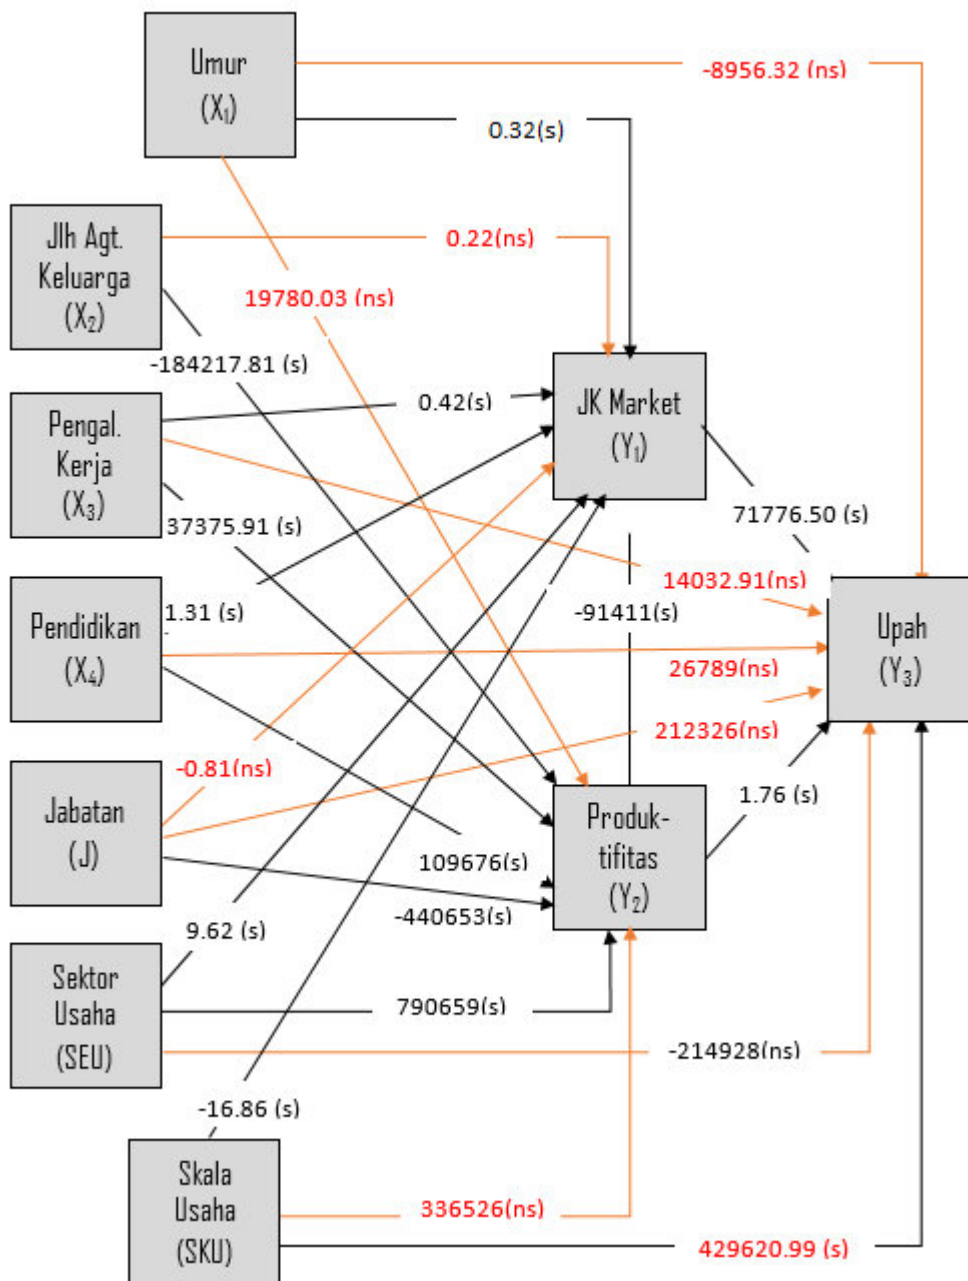 Umur
(X₁)
-8956.32 (ns)
0.32(s)
Jlh Agt.
Keluarga
(X₂)
0.22(ns)
19780.03 (ns)
-184217.81 (s)
Pengal.
Kerja
(X₃)
0.42(s)
JK Market
(Y₁)
37375.91 (s)
71776.50 (s)
Pendidikan
(X₄)
1.31 (s)
14032.91(ns)
-91411(s)
Upah
(Y₃)
26789(ns)
212326(ns)
Jabatan
(J)
-0.81(ns)
1.76 (s)
Produk-
tifitas
(Y₂)
109676(s)
-440653(s)
Sektor
Usaha
(SEU)
9.62 (s)
790659(s)
-214928(ns)
-16.86 (s)
Skala
Usaha
(SKU)
336526(ns)
429620.99 (s)